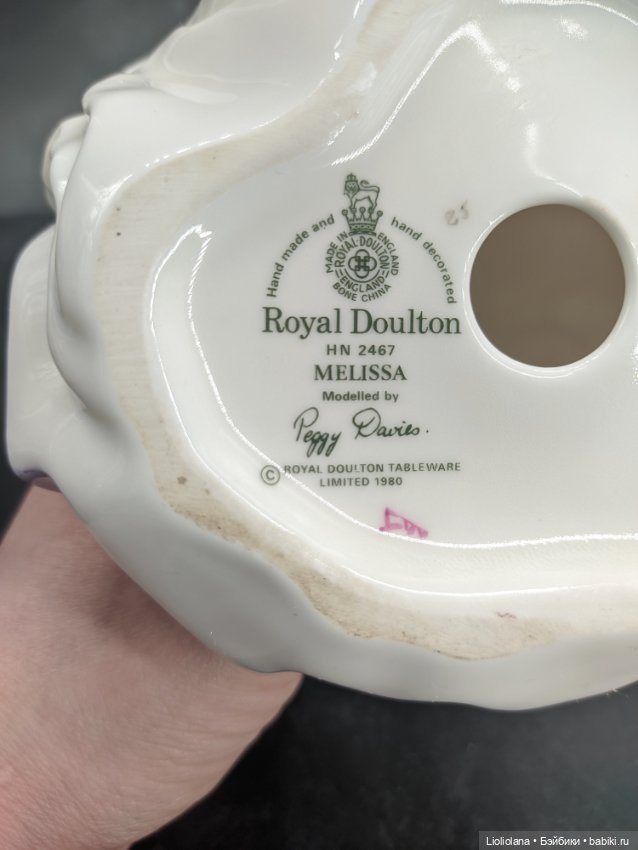 Hand made and hand decorated
MADE IN ENGLAND
ROYAL·DOULTON
ENGLAND
BONE CHINA
Royal Doulton
HN 2467
MELISSA
Modelled by
Peggy Davies.
© ROYAL DOULTON TABLEWARE
LIMITED 1980
Lioliolana • Бэйбики • babiki.ru